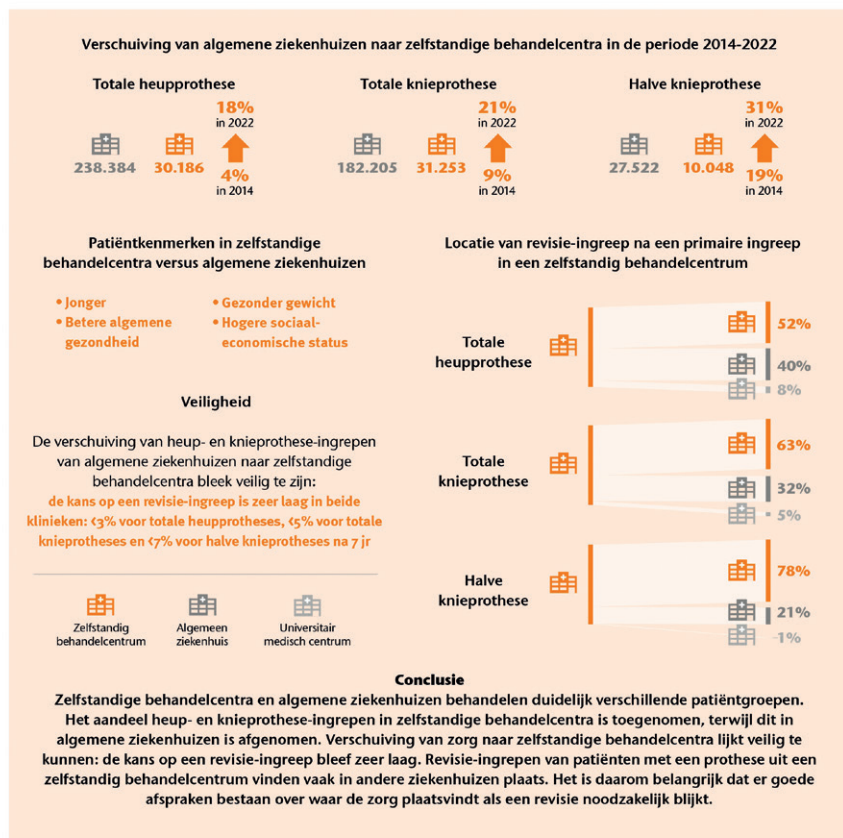 Verschuiving van algemene ziekenhuizen naar zelfstandige behandelcentra in de periode 2014-2022
Totale heupprothese
238.384
30.186
18%
in 2022
4%
in 2014
Totale knieprothese
182.205
31.253
21%
in 2022
9%
in 2014
Halve knieprothese
27.522
10.048
31%
in 2022
19%
in 2014
Patiëntkenmerken in zelfstandige
behandelcentra versus algemene ziekenhuizen
• Jonger
• Betere algemene
gezondheid
• Gezonder gewicht
• Hogere sociaal-
economische status
Veiligheid
De verschuiving van heup- en knieprothese-ingrepen
van algemene ziekenhuizen naar zelfstandige
behandelcentra bleek veilig te zijn:
de kans op een revisie-ingreep is zeer laag in beide
klinieken: <3% voor totale heupprotheses, <5% voor totale
knieprotheses en <7% voor halve knieprotheses na 7 jr
Zelfstandig
behandelcentrum
Algemeen
ziekenhuis
Universitair
medisch centrum
Locatie van revisie-ingreep na een primaire ingreep
in een zelfstandig behandelcentrum
Totale
heupprothese
52%
40%
8%
Totale
knieprothese
63%
32%
5%
Halve
knieprothese
78%
21%
1%
Conclusie
Zelfstandige behandelcentra en algemene ziekenhuizen behandelen duidelijk verschillende patiëntgroepen.
Het aandeel heup- en knieprothese-ingrepen in zelfstandige behandelcentra is toegenomen, terwijl dit in
algemene ziekenhuizen is afgenomen. Verschuiving van zorg naar zelfstandige behandelcentra lijkt veilig te
kunnen: de kans op een revisie-ingreep bleef zeer laag. Revisie-ingrepen van patiënten met een prothese uit een
zelfstandig behandelcentrum vinden vaak in andere ziekenhuizen plaats. Het is daarom belangrijk dat er goede
afspraken bestaan over waar de zorg plaatsvindt als een revisie noodzakelijk blijkt.